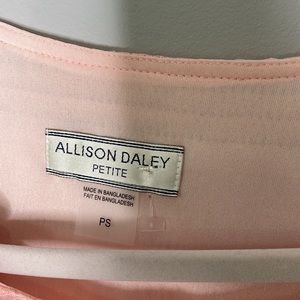 ALLISON DALEY
PETITE
MADE IN BANGLADESH
FAIT EN BANGLADESH
PS